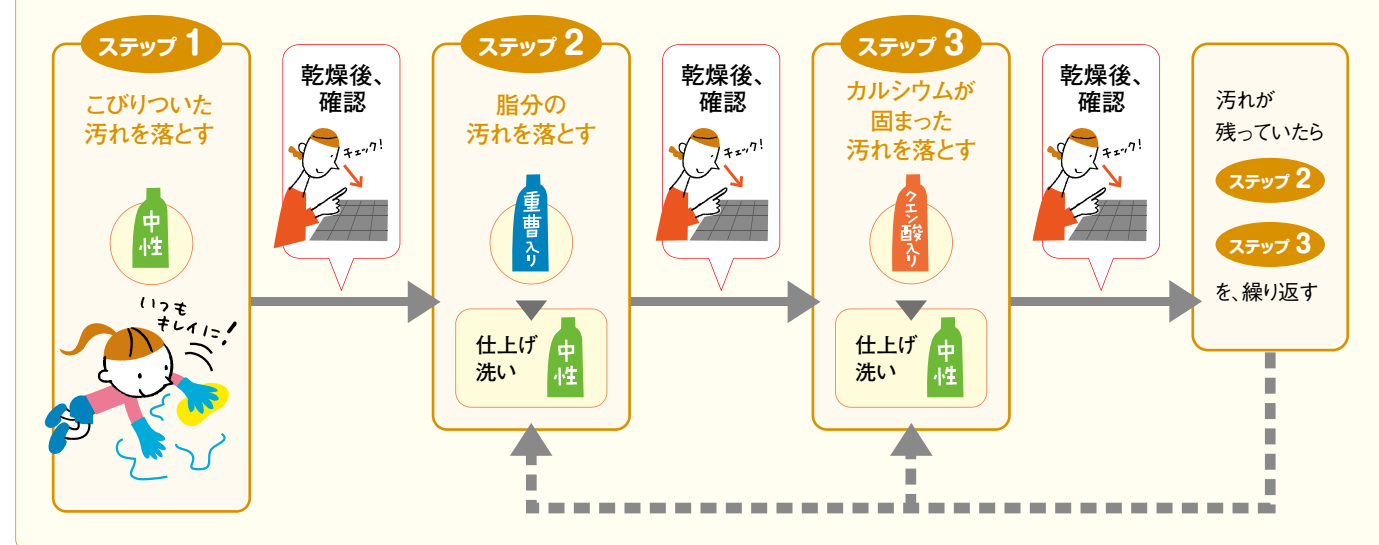 ステップ 1
こびりついた
汚れを落とす
中性
いつも
キレイに!
乾燥後、
確認
チェック!
ステップ 2
脂分の
汚れを落とす
重曹入り
仕上げ
洗い
中性
乾燥後、
確認
チェック!
ステップ 3
カルシウムが
固まった
汚れを落とす
クエン酸入り
仕上げ
洗い
中性
乾燥後、
確認
チェック!
汚れが
残っていたら
ステップ 2
ステップ 3
を、繰り返す